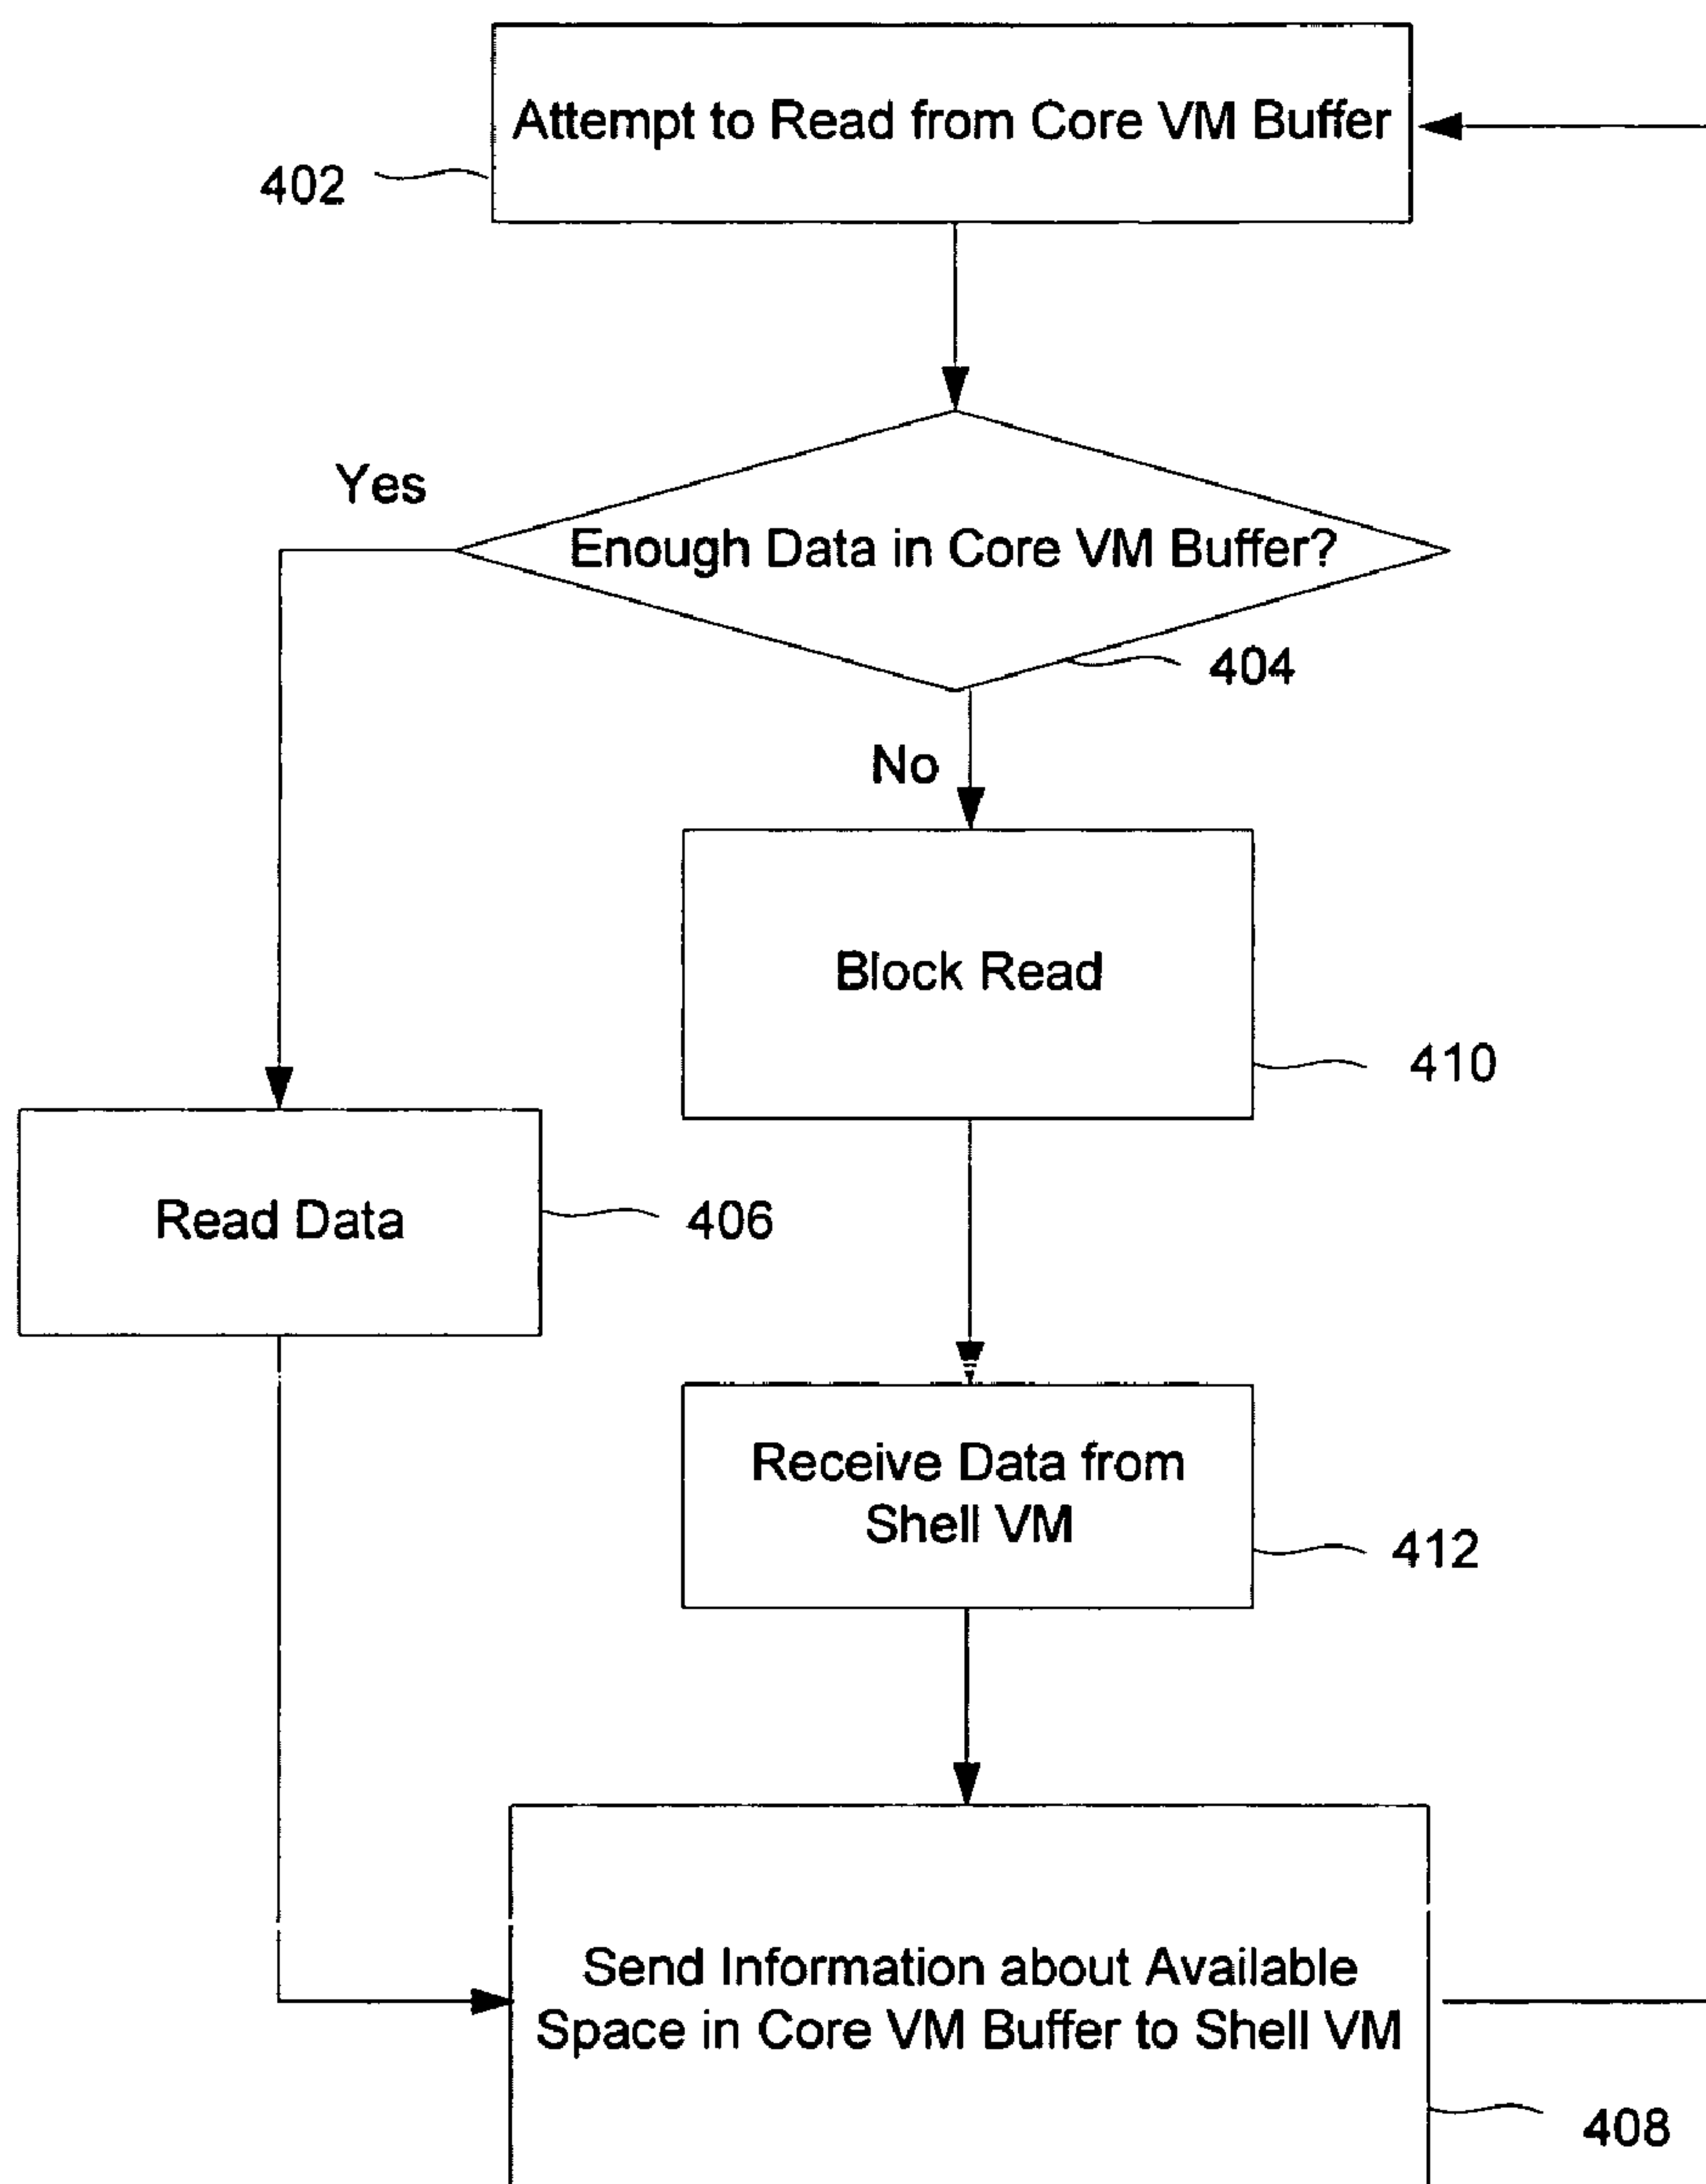 Attempt to Read from Core VM Buffer
402
Yes
Enough Data in Core VM Buffer?
404
No
Block Read
410
Read Data
406
Receive Data from
Shell VM
412
Send Information about Available
Space in Core VM Buffer to Shell VM
408